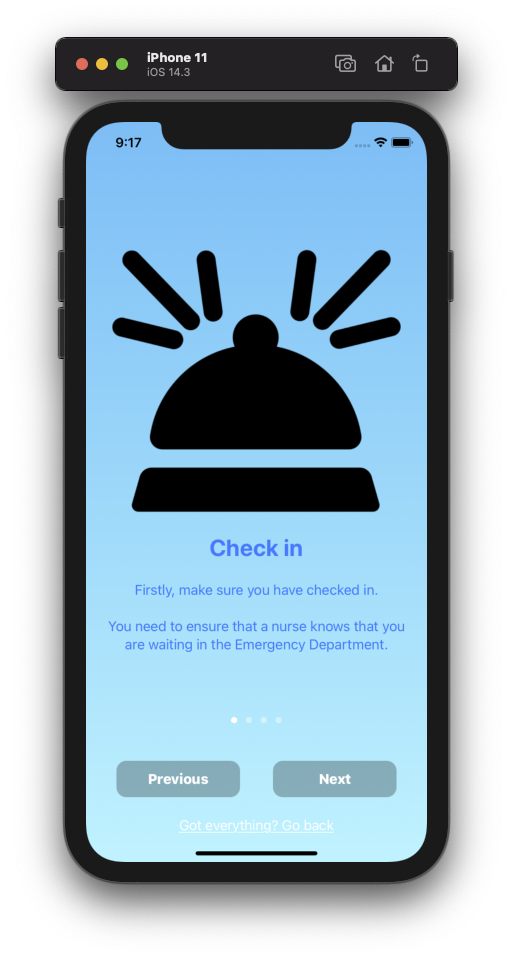 iPhone 11
iOS 14.3
9:17
Check in
Firstly, make sure you have checked in.
You need to ensure that a nurse knows that you
are waiting in the Emergency Department.
Previous
Next
Got everything? Go back